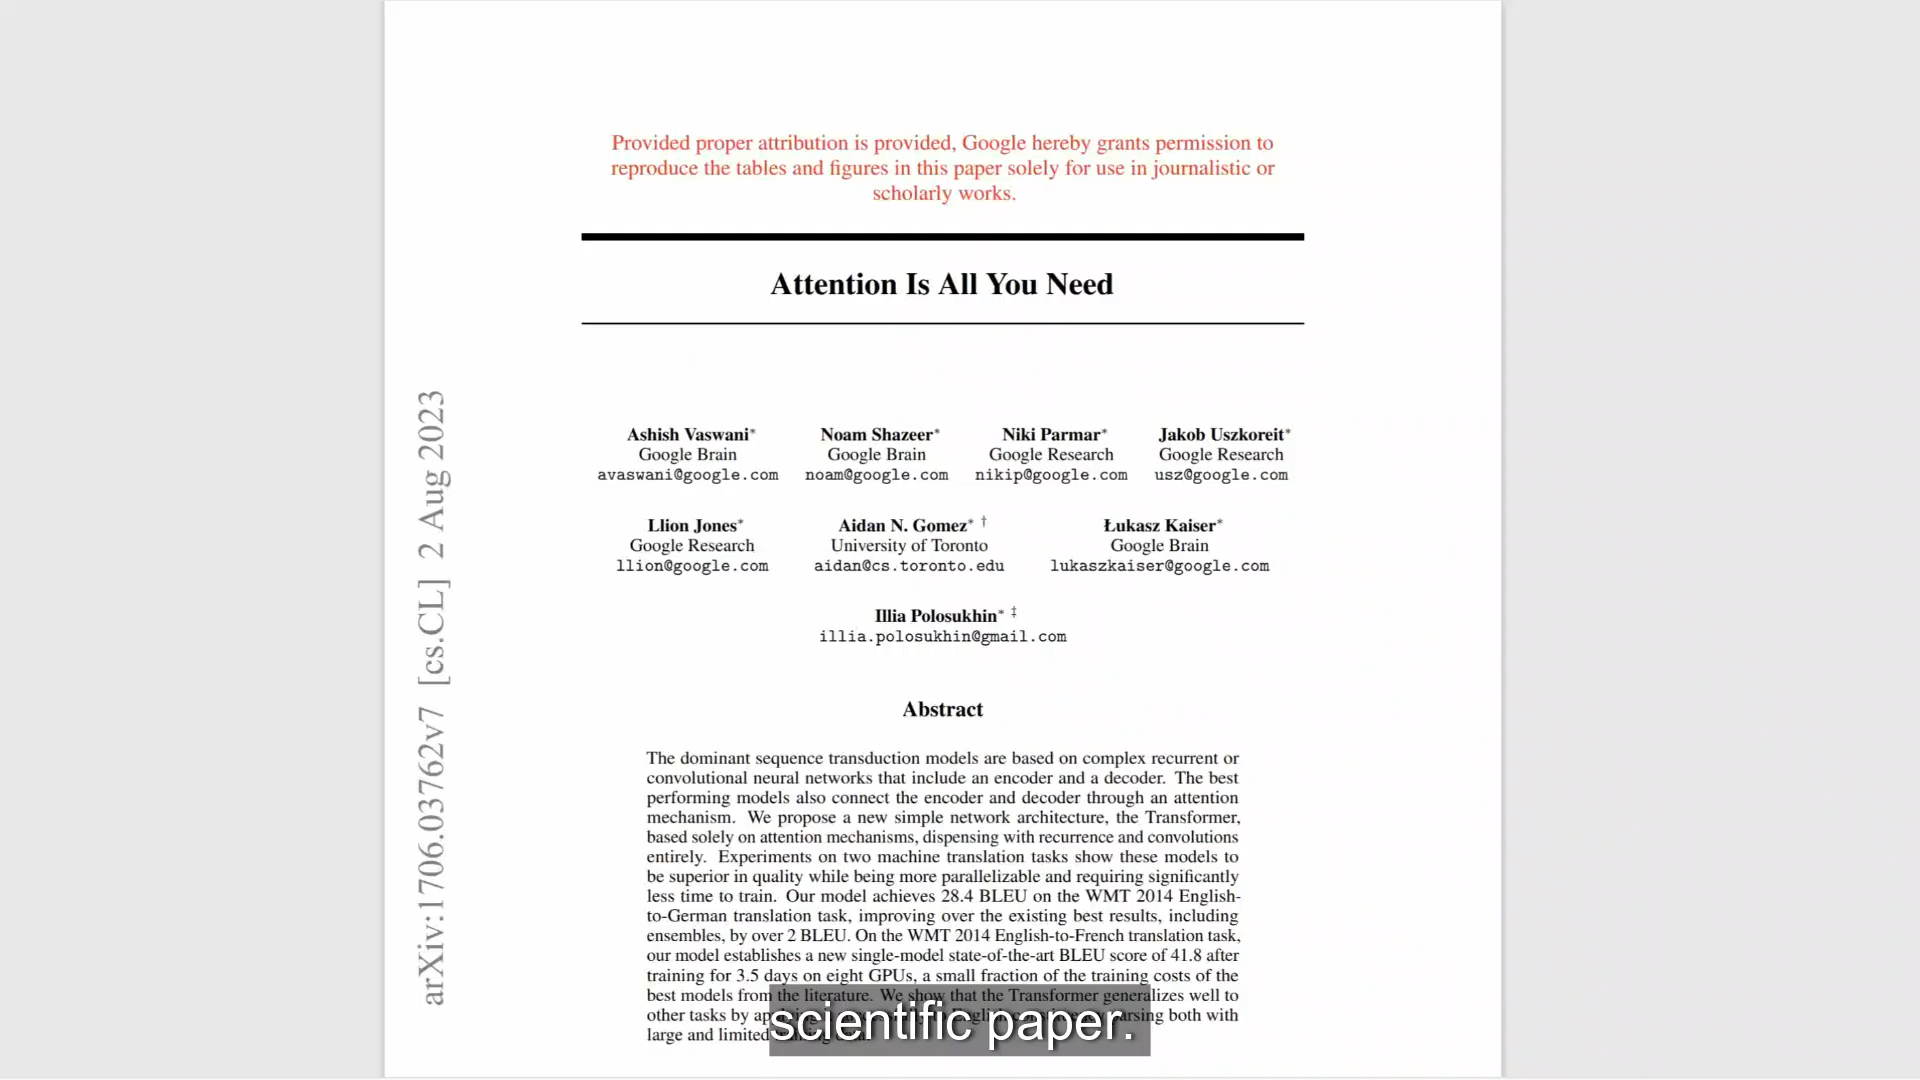 Provided proper attribution is provided, Google hereby grants permission to
reproduce the tables and figures in this paper solely for use in journalistic or
scholarly works.
Attention Is All You Need
Ashish Vaswani* Noam Shazeer* Niki Parmar* Jakob Uszkoreit*
Google Brain Google Brain Google Research Google Research
avaswani@google.com noam@google.com nikip@google.com usz@google.com
Llion Jones* Aidan N. Gomez* † Łukasz Kaiser*
Google Research University of Toronto Google Brain
llion@google.com aidan@cs.toronto.edu lukaszkaiser@google.com
Illia Polosukhin* ‡
illia.polosukhin@gmail.com
Abstract
The dominant sequence transduction models are based on complex recurrent or
convolutional neural networks that include an encoder and a decoder. The best
performing models also connect the encoder and decoder through an attention
mechanism. We propose a new simple network architecture, the Transformer,
based solely on attention mechanisms, dispensing with recurrence and convolutions
entirely. Experiments on two machine translation tasks show these models to
be superior in quality while being more parallelizable and requiring significantly
less time to train. Our model achieves 28.4 BLEU on the WMT 2014 English-
to-German translation task, improving over the existing best results, including
ensembles, by over 2 BLEU. On the WMT 2014 English-to-French translation task,
our model establishes a new single-model state-of-the-art BLEU score of 41.8 after
training for 3.5 days on eight GPUs, a small fraction of the training costs of the
best models from the literature. We show that the Transformer generalizes well to
other tasks by parsing both with
large and limited
scientific paper.
arXiv:1706.03762v7 [cs.CL] 2 Aug 2023